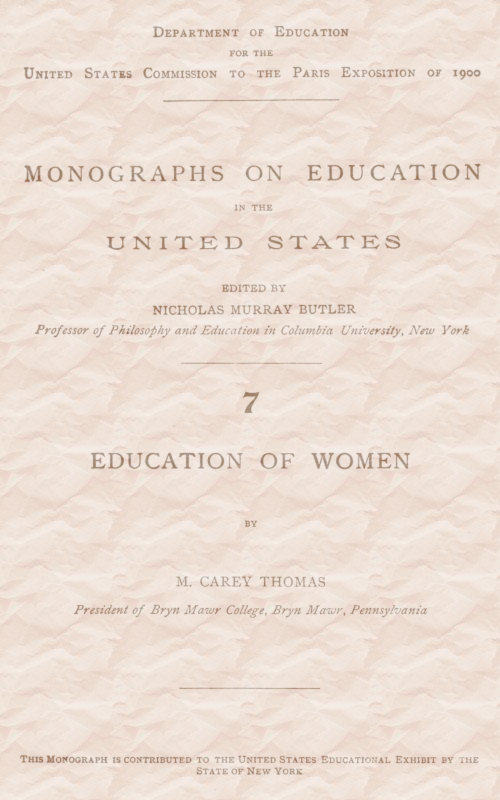 Department of Education
for the
United States Commission to the Paris Exposition of 1900
MONOGRAPHS ON EDUCATION
IN THE
UNITED STATES
EDITED BY
NICHOLAS MURRAY BUTLER
Professor of Philosophy and Education in Columbia University, New York
7
EDUCATION OF WOMEN
BY
M. CAREY THOMAS
President of Bryn Mawr College, Bryn Mawr, Pennsylvania
This Monograph is contributed to the United States Educational Exhibit by the
State of New York